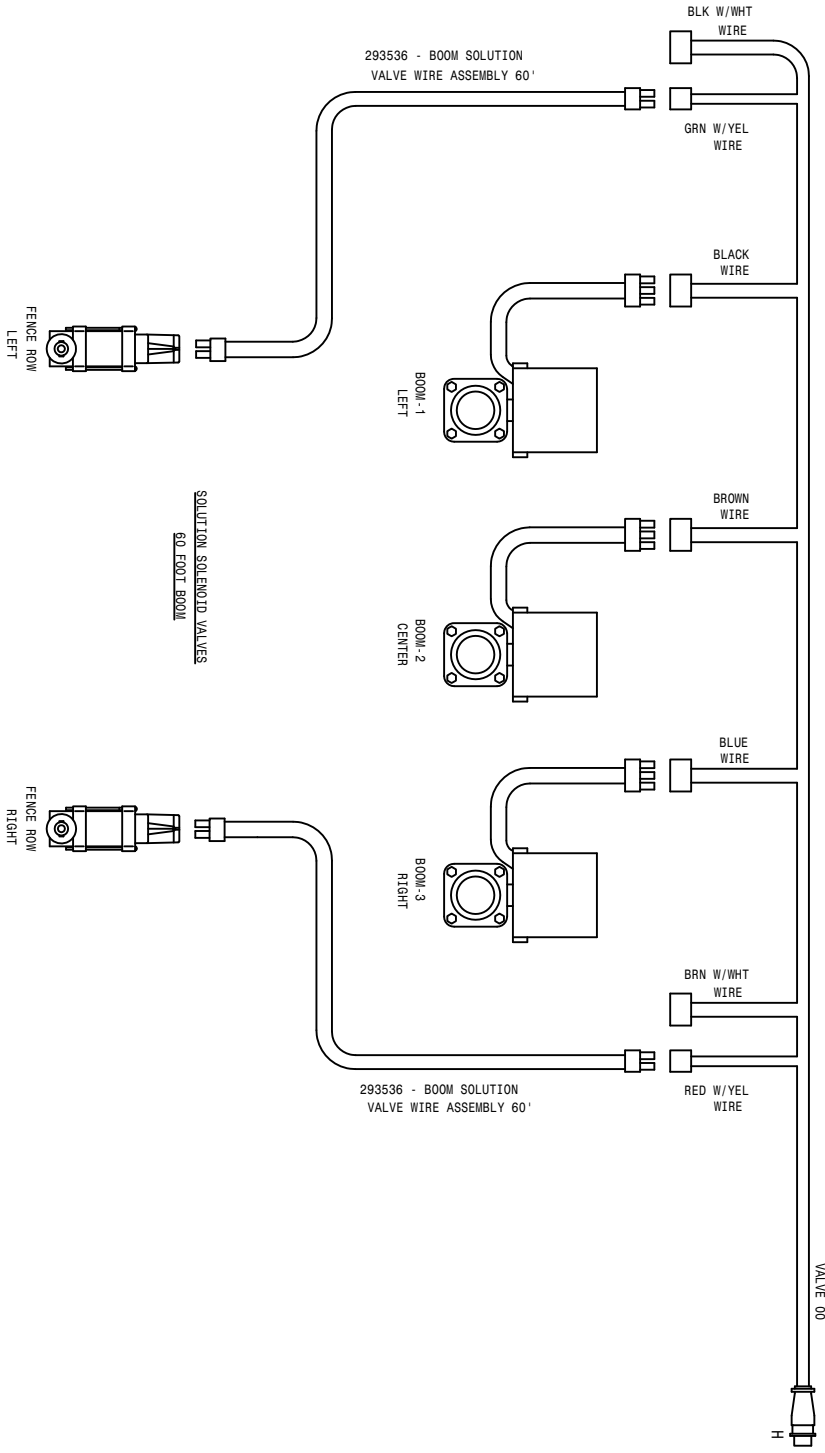 BLK W/WHT
WIRE
293536 - BOOM SOLUTION
VALVE WIRE ASSEMBLY 60'
GRN W/YEL
WIRE
BLACK
WIRE
FENCE ROW
LEFT
BOOM-1
LEFT
BROWN
WIRE
SOLUTION SOLENOID VALVES
60 FOOT BOOM
BOOM-2
CENTER
BLUE
WIRE
FENCE ROW
RIGHT
BOOM-3
RIGHT
BRN W/WHT
WIRE
293536 - BOOM SOLUTION
VALVE WIRE ASSEMBLY 60'
RED W/YEL
WIRE
VALVE 00
H